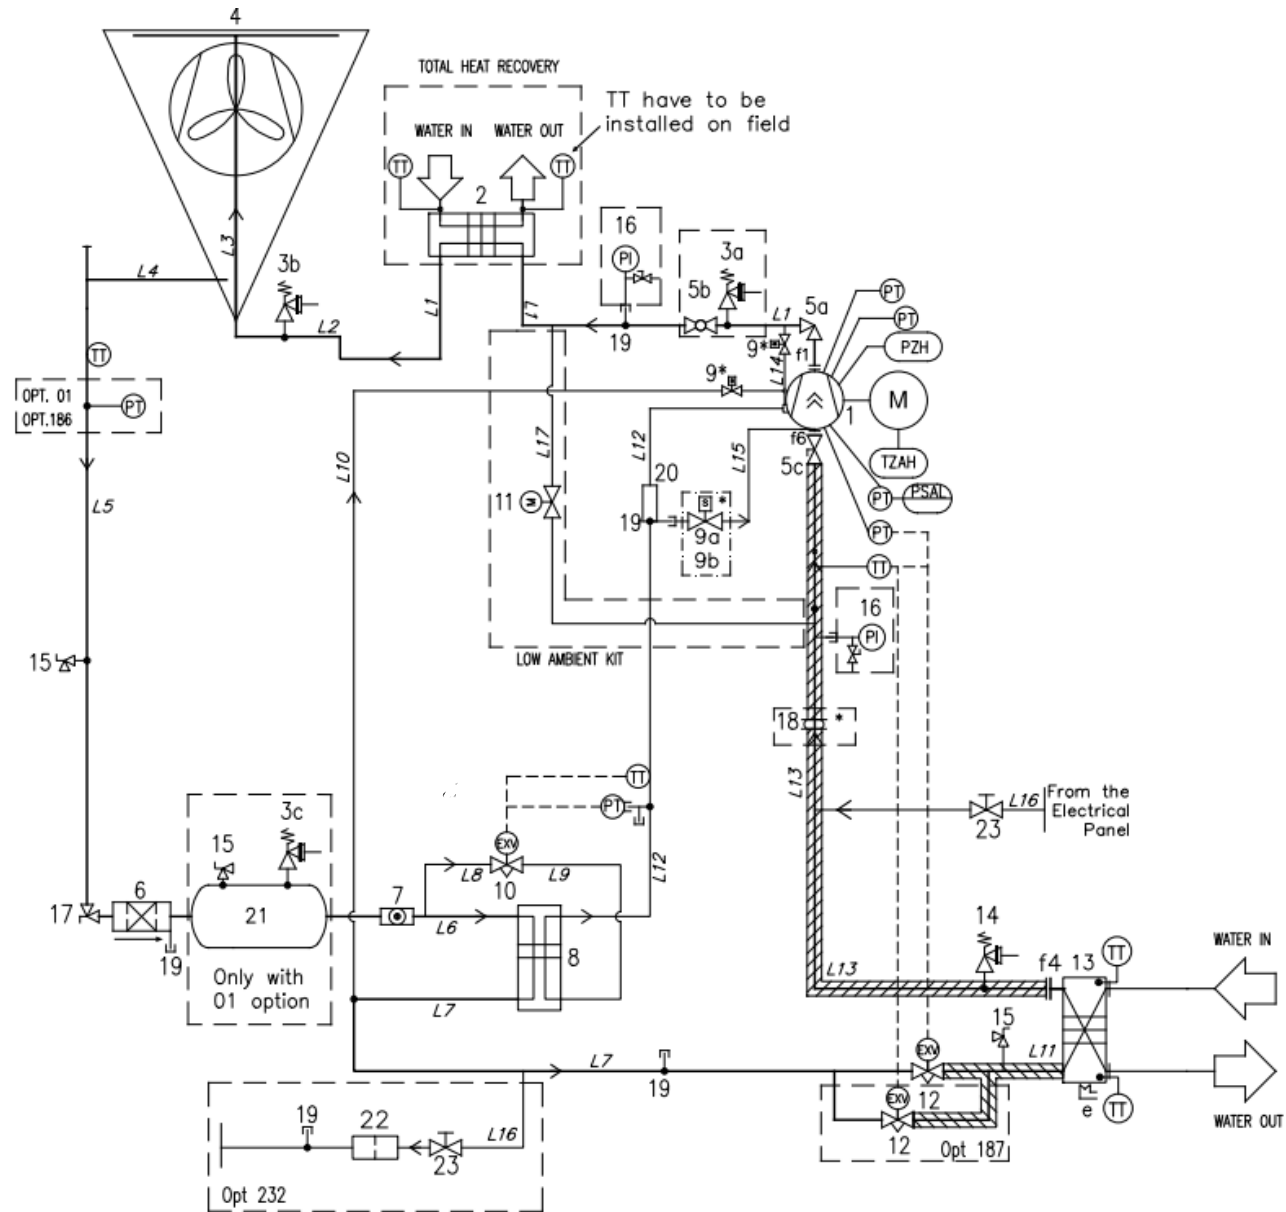 4
TOTAL HEAT RECOVERY
TT have to be
installed on field
WATER IN
WATER OUT
TT
TT
2
16
PI
3a
5b
L3
3b
L4
L2
L1
L1
L1
5a
PT
PT
PZH
19
9*
f1
L14
9*
M
1
TT
OPT. 01
OPT.186
PT
L5
L10
L17
L12
L15
f6
5c
TZAH
PT
PSAL
20
11
M
19
S
*
9a
9b
PT
TT
16
PI
15
LOW AMBIENT KIT
18
*
L13
TT
PT
From the
Electrical
Panel
L16
23
15
3c
EXV
L8
L9
10
L12
17
6
21
7
L6
8
19
Only with
01 option
L7
14
L13
f4
13
TT
WATER IN
15
L7
19
EXV
L11
12
EXV
12
e
TT
WATER OUT
Opt 187
19
22
23
L16
Opt 232